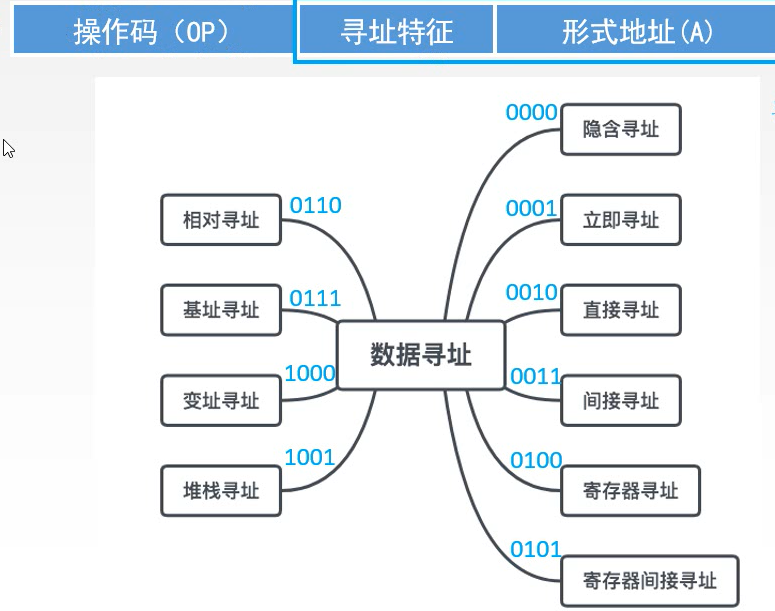 操作码（OP）
寻址特征
形式地址(A)
0000
隐含寻址
0110
相对寻址
0001
立即寻址
0111
基址寻址
0010
直接寻址
数据寻址
1000
变址寻址
0011
间接寻址
1001
堆栈寻址
0100
寄存器寻址
0101
寄存器间接寻址